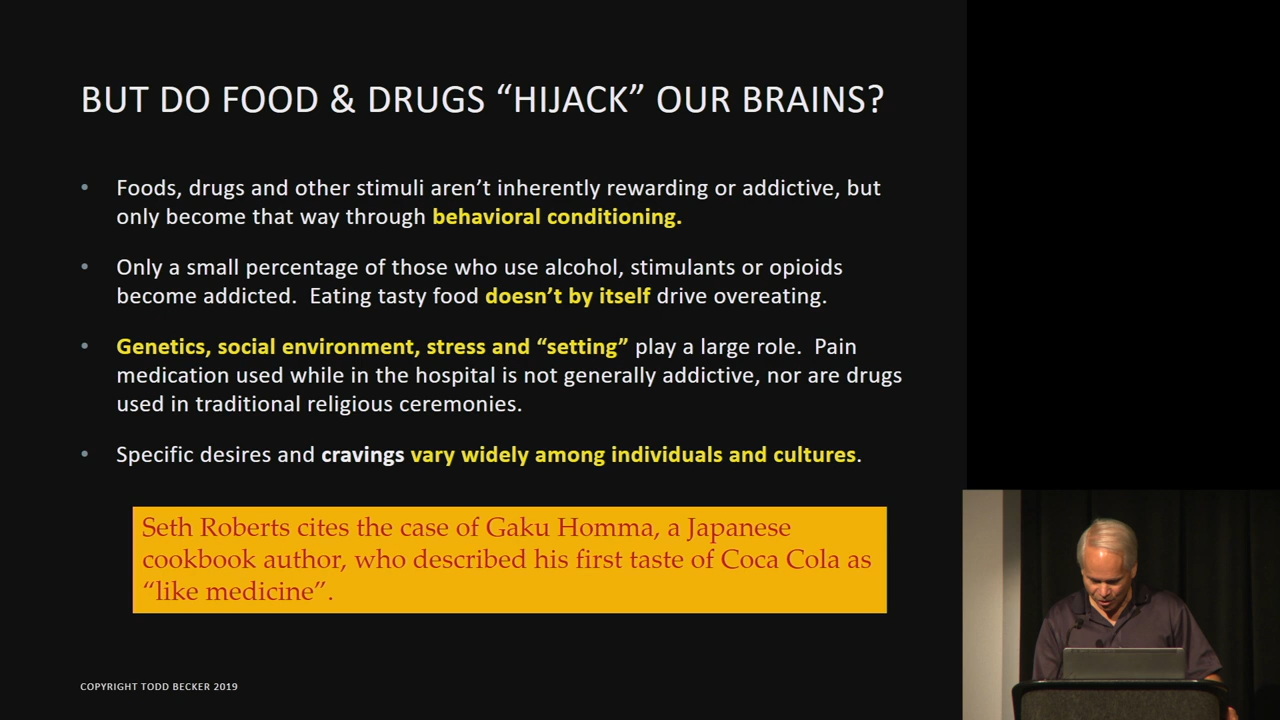 BUT DO FOOD & DRUGS “HIJACK” OUR BRAINS?
• Foods, drugs and other stimuli aren’t inherently rewarding or addictive, but
only become that way through behavioral conditioning.
• Only a small percentage of those who use alcohol, stimulants or opioids
become addicted.  Eating tasty food doesn’t by itself drive overeating.
• Genetics, social environment, stress and “setting” play a large role.  Pain
medication used while in the hospital is not generally addictive, nor are drugs
used in traditional religious ceremonies.
• Specific desires and cravings vary widely among individuals and cultures.
Seth Roberts cites the case of Gaku Homma, a Japanese
cookbook author, who described his first taste of Coca Cola as
“like medicine”.
COPYRIGHT TODD BECKER 2019